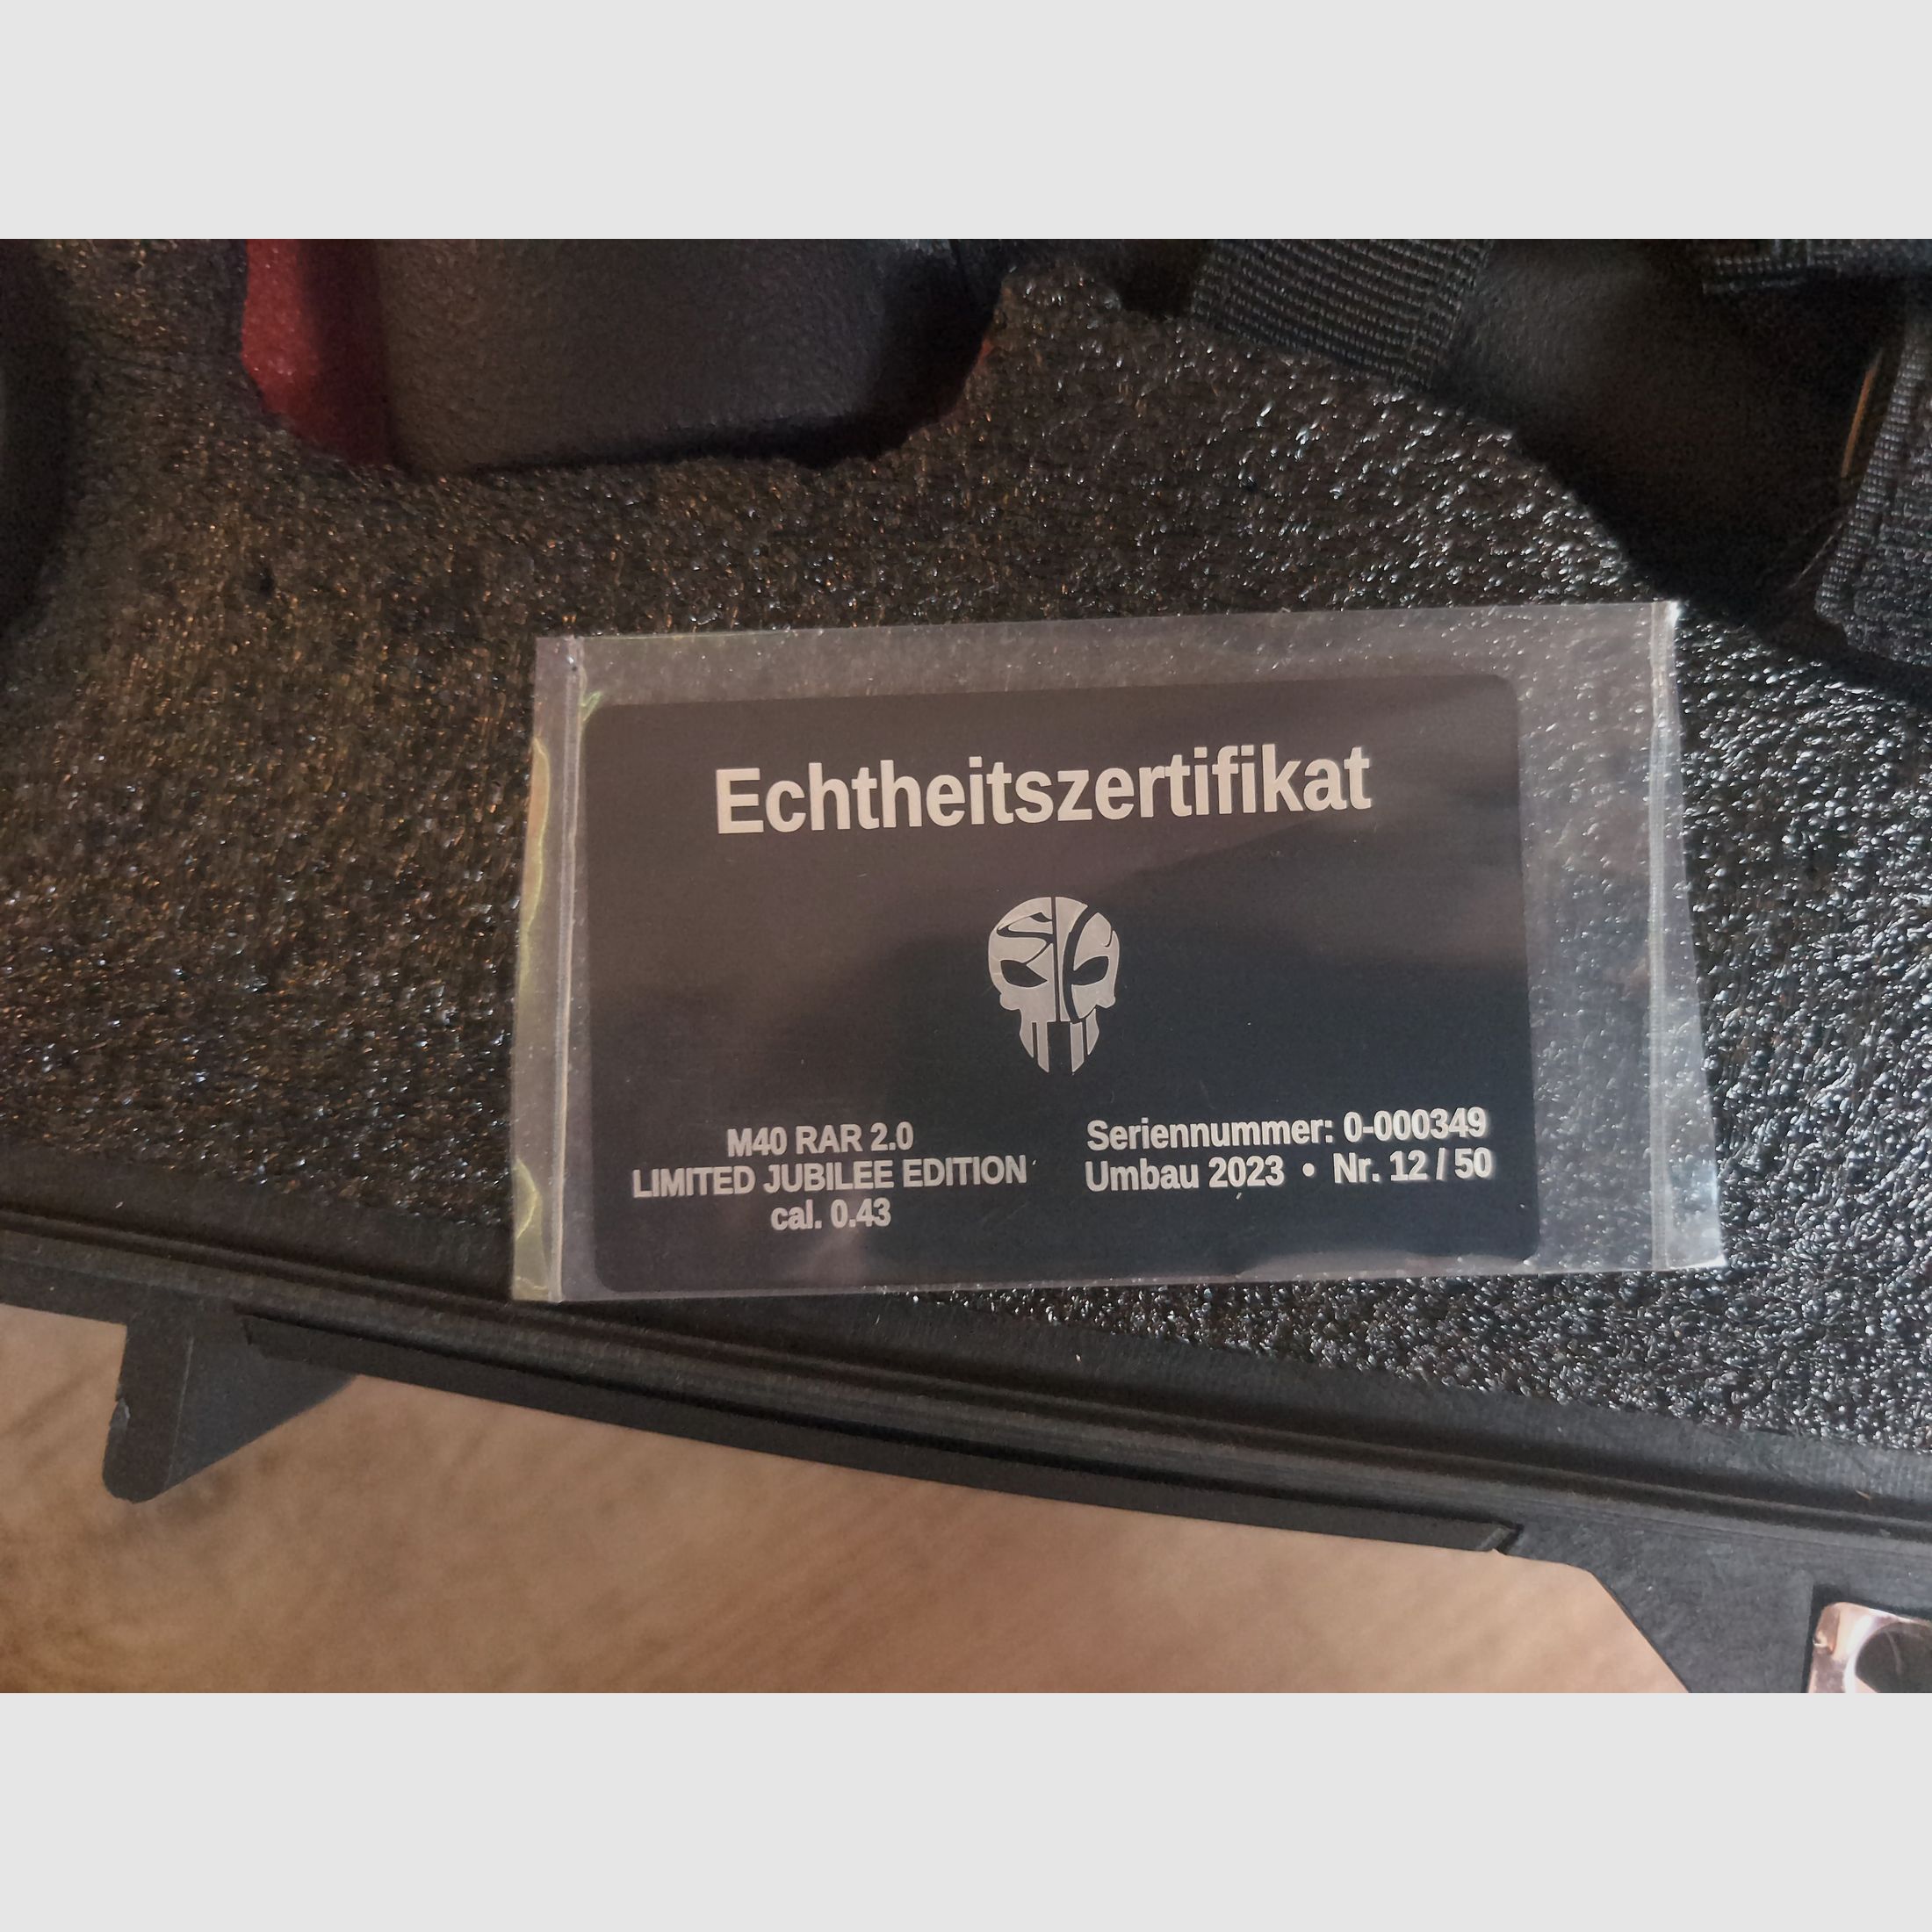 Echtheitszertifikat
M40 RAR 2.0
LIMITED JUBILEE EDITION
cal. 0.43
Seriennummer: 0-000349
Umbau 2023 • Nr. 12 / 50